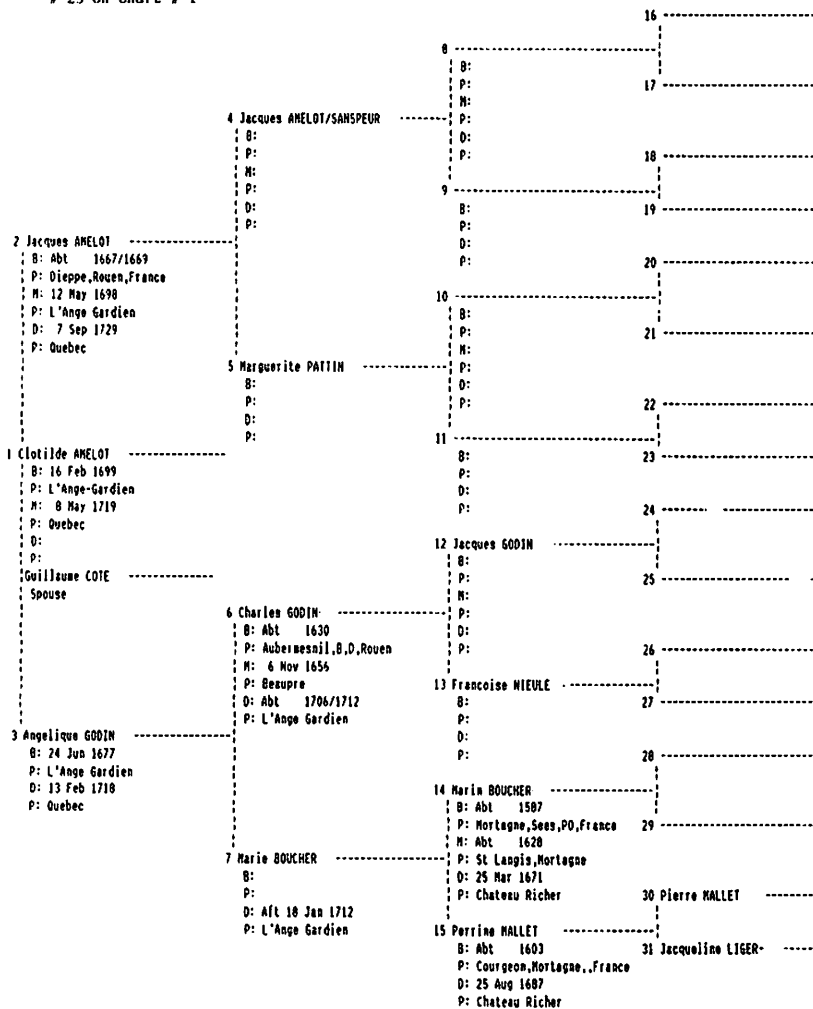 on Chart # 1
1 Clotilde AMELOT
B: 16 Feb 1699
P: L'Ange-Gardien
M: 8 May 1719
P: Quebec
D:
P:
Guillaume COTE
Spouse
2 Jacques AMELOT
B: Abt 1667/1669
P: Dieppe,Rouen,France
M: 12 May 1698
P: L'Ange Gardien
D: 7 Sep 1729
P: Quebec
3 Angelique GODIN
B: 24 Jun 1677
P: L'Ange Gardien
D: 13 Feb 1718
P: Quebec
4 Jacques AMELOT/SANSPEUR
B:
P:
M:
P:
D:
P:
5 Marguerite PATTIN
B:
P:
D:
P:
6 Charles GODIN
B: Abt 1630
P: Aubermesnil,B,D,Rouen
M: 6 Nov 1656
P: Beaupre
D: Abt 1706/1712
P: L'Ange Gardien
7 Marie BOUCHER
B:
P:
D: Aft 18 Jan 1712
P: L'Ange Gardien
8
B:
P:
M:
P:
D:
P:
9
B:
P:
D:
P:
10
B:
P:
M:
P:
D:
P:
11
B:
P:
D:
P:
12 Jacques GODIN
B:
P:
M:
P:
D:
P:
13 Francoise NIEULE
B:
P:
D:
P:
14 Marin BOUCHER
B: Abt 1587
P: Mortagne,Sees,PO,France
M: Abt 1628
P: St Langis,Mortagne
D: 25 Mar 1671
P: Chateau Richer
15 Perrine MALLET
B: Abt 1603
P: Courgeon,Mortagne,,France
D: 25 Aug 1687
P: Chateau Richer
16
17
18
19
20
21
22
23
24
25
26
27
28
29
30 Pierre MALLET
31 Jacqueline LIGER